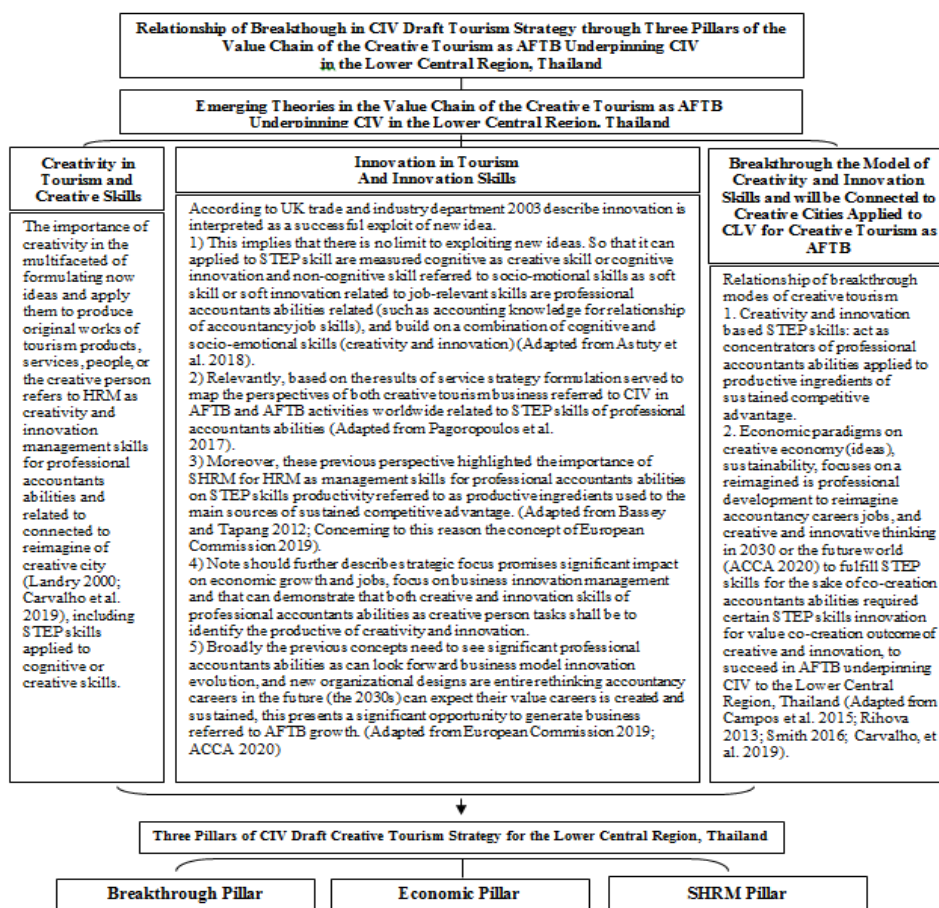 Relationship of Breakthough in CIV Draft Tourism Strategy through Three Pillars of the
Value Chain of the Creative Tourism as AFTB Underpinning CIV
in the Lower Central Region, Thailand
Emerging Theories in the Value Chain of the Creative Tourism as AFTB
Underpinning CIV in the Lower Central Region. Thailand
Creativity in
Tourism and
Creative Skills
The importance of
creativity in the
multifaceted of
formulating now
ideas and apply
them to produce
original works of
tourism products,
services, people, or
the creative person
refers to HRM as
creativity and
innovation
management skills
for professional
accountants
abilities and
related to
connected to
reimagine of
creative city
(Landry 2000;
Carvalho et al.
2019), including
STEP skills
applied to
cognitive or
creative skills.
Innovation in Tourism
And Innovation Skills
According to UK trade and industry department 2003 describe innovation is
interpreted as a successful exploit of new idea.
1) This implies that there is no limit to exploiting new ideas. So that it can
applied to STEP skill are measured cognitive as creative skill or cognitive
innovation and non-cognitive skill referred to socio-motional skills as soft
skill or soft innovation related to job-relevant skills are professional
accountants abilities related (such as accounting knowledge for relationship
of accountancy job skills), and build on a combination of cognitive and
socio-emotional skills (creativity and innovation) (Adapted from Astuty et
al. 2018).
2) Relevantly, based on the results of service strategy formulation served to
map the perspectives of both creative tourism business referred to CIV in
AFTB and AFTB activities worldwide related to STEP skills of professional
accountants abilities (Adapted from Pagoropoulos et al.
2017).
3) Moreover, these previous perspective highlighted the importance of
SHRM for HRM as management skills for professional accountants abilities
on STEP skills productivity referred to as productive ingredients used to the
main sources of sustained competitive advantage. (Adapted from Bassey
and Tapang 2012; Concerning to this reason the concept of European
Commission 2019).
4) Note should further describes strategic focus promises significant impact
on economic growth and jobs, focus on business innovation management
and that can demonstrate that both creative and innovation skills of
professional accountants abilities as creative person tasks shall be to
identify the productive of creativity and innovation.
5) Broadly the previous concepts need to see significant professional
accountants abilities as can look forward business model innovation
evolution, and new organizational designs are entire rethinking accountancy
careers in the future (the 2030s) can expect their value careers is created and
sustained, this presents a significant opportunity to generate business
referred to AFTB growth. (Adapted from European Commission 2019;
ACCA 2020)
Breakthrough the Model of
Creativity and Innovation
Skills and will be Connected to
Creative Cities Applied to
CLV for Creative Tourism as
AFTB
Relationship of breakthrough
modes of creative tourism
1. Creativity and innovation
based STEP skills: act as
concentrators of professional
accountants abilities applied to
productive ingredients of
sustained competitive
advantage.
2. Economic paradigms on
creative economy (ideas),
sustainability, focuses on a
reimagined is professional
development to reimagine
accountancy careers jobs, and
creative and innovative thinking
in 2030 or the future world
(ACCA 2020) to fulfill STEP
skills for the sake of co-creation
accountants abilities required
certain STEP skills innovation
for value co-creation outcome of
creative and innovation, to
succeed in AFTB underpinning
CIV to the Lower Central
Region, Thailand (Adapted from
Campos et al. 2015; Rihova
2013; Smith 2016; Carvalho, et
al. 2019).
Three Pillars of CIV Draft Creative Tourism Strategy for the Lower Central Region, Thailand
Breakthrough Pillar
Economic Pillar
SHRM Pillar